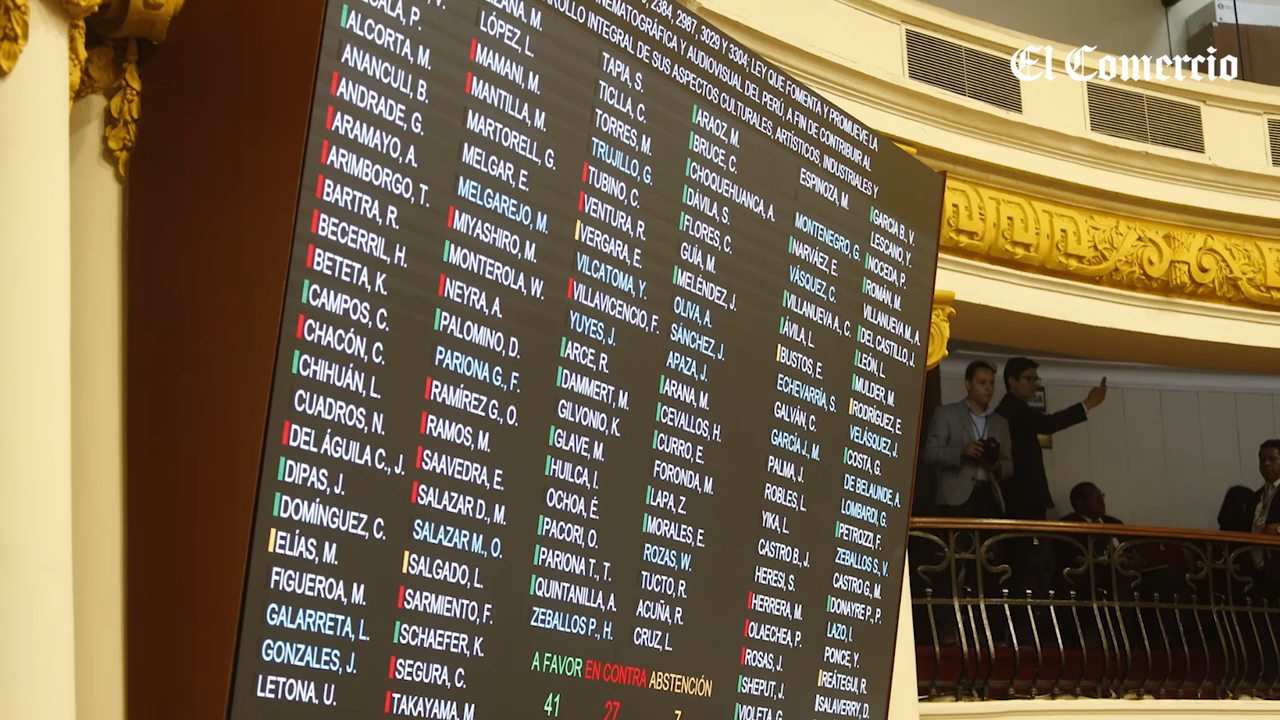 El Comercio
, 2384, 2987, 3029 Y 3304; LEY QUE FOMENTA Y PROMUEVE LA
CINEMATOGRÁFICA Y AUDIOVISUAL DEL PERÚ, A FIN DE CONTRIBUIR AL
INTEGRAL DE SUS ASPECTOS CULTURALES, ARTÍSTICOS, INDUSTRIALES Y
ALCORTA, M.
ANANCULI, B.
ANDRADE, G.
ARAMAYO, A.
ARIMBORGO, T.
BARTRA, R.
BECERRIL, H.
BETETA, K.
CAMPOS, C.
CHACÓN, C.
CHIHUÁN, L.
CUADROS, N.
DEL ÁGUILA C., J.
DIPAS, J.
DOMÍNGUEZ, C.
ELÍAS, M.
FIGUEROA, M.
GALARRETA, L.
GONZALES, J.
LETONA. U.
LÓPEZ, L.
MAMANI, M.
MANTILLA, M.
MARTORELL, G.
MELGAR, E.
MELGAREJO, M.
MIYASHIRO, M.
MONTEROLA, W.
NEYRA, A.
PALOMINO, D.
PARIONA G., F.
RAMÍREZ G., O.
RAMOS, M.
SAAVEDRA, E.
SALAZAR D., M.
SALAZAR M., O.
SALGADO, L.
SARMIENTO, F.
SCHAEFER, K.
SEGURA, C.
TAKAYAMA, M.
TAPIA, S.
TICLLA, C.
TORRES, M.
TRUJILLO, G.
TUBINO, C.
VENTURA, R.
VERGARA, E.
VILCATOMA, Y.
VILLAVICENCIO, F.
YUYES, J.
ARCE, R.
DAMMERT, M.
GILVONIO, K.
GLAVE, M.
HUILCA, I.
OCHOA, É.
PACORI, O.
PARIONA T., T.
QUINTANILLA, A.
ZEBALLOS P., H.
ARAOZ, M.
BRUCE, C.
CHOQUEHUANCA, A.
DÁVILA, S.
FLORES, C.
GUÍA, M.
MELÉNDEZ, J.
OLIVA, A.
SÁNCHEZ, J.
APAZA, J.
ARANA, M.
CEVALLOS, H.
CURRO, E.
FORONDA, M.
LAPA, Z.
MORALES, E.
ROZAS, W.
TUCTO, R.
ACUÑA, R.
CRUZ, L.
ESPINOZA, M.
MONTENEGRO, G.
NARVÁEZ, E.
VÁSQUEZ, C.
VILLANUEVA A., C.
ÁVILA, L.
BUSTOS, E.
ECHEVARRÍA, S.
GALVÁN, C.
GARCÍA J., M.
PALMA, J.
ROBLES, L.
YIKA, L.
CASTRO B., J.
HERESI, S.
HERRERA, M.
OLAECHEA, P.
ROSAS, J.
SHEPUT, J.
VIOLETA, G.
GARCIA B., V.
LESCANO, Y.
NOCEDA, P.
ROMÁN, M.
VILLANUEVA M., A.
DEL CASTILLO, J.
LEÓN, L.
MULDER, M.
RODRÍGUEZ, E.
VELÁSQUEZ, J.
COSTA, G.
DE BELAUNDE, A.
LOMBARDI, G.
PETROZZI, F.
ZEBALLOS S., V.
CASTRO G., M.
DONAYRE P., P.
LAZO, I.
PONCE, Y.
REÁTEGUI, R.
SALAVERRY, D.
A FAVOR EN CONTRA ABSTENCIÓN
41 27 7